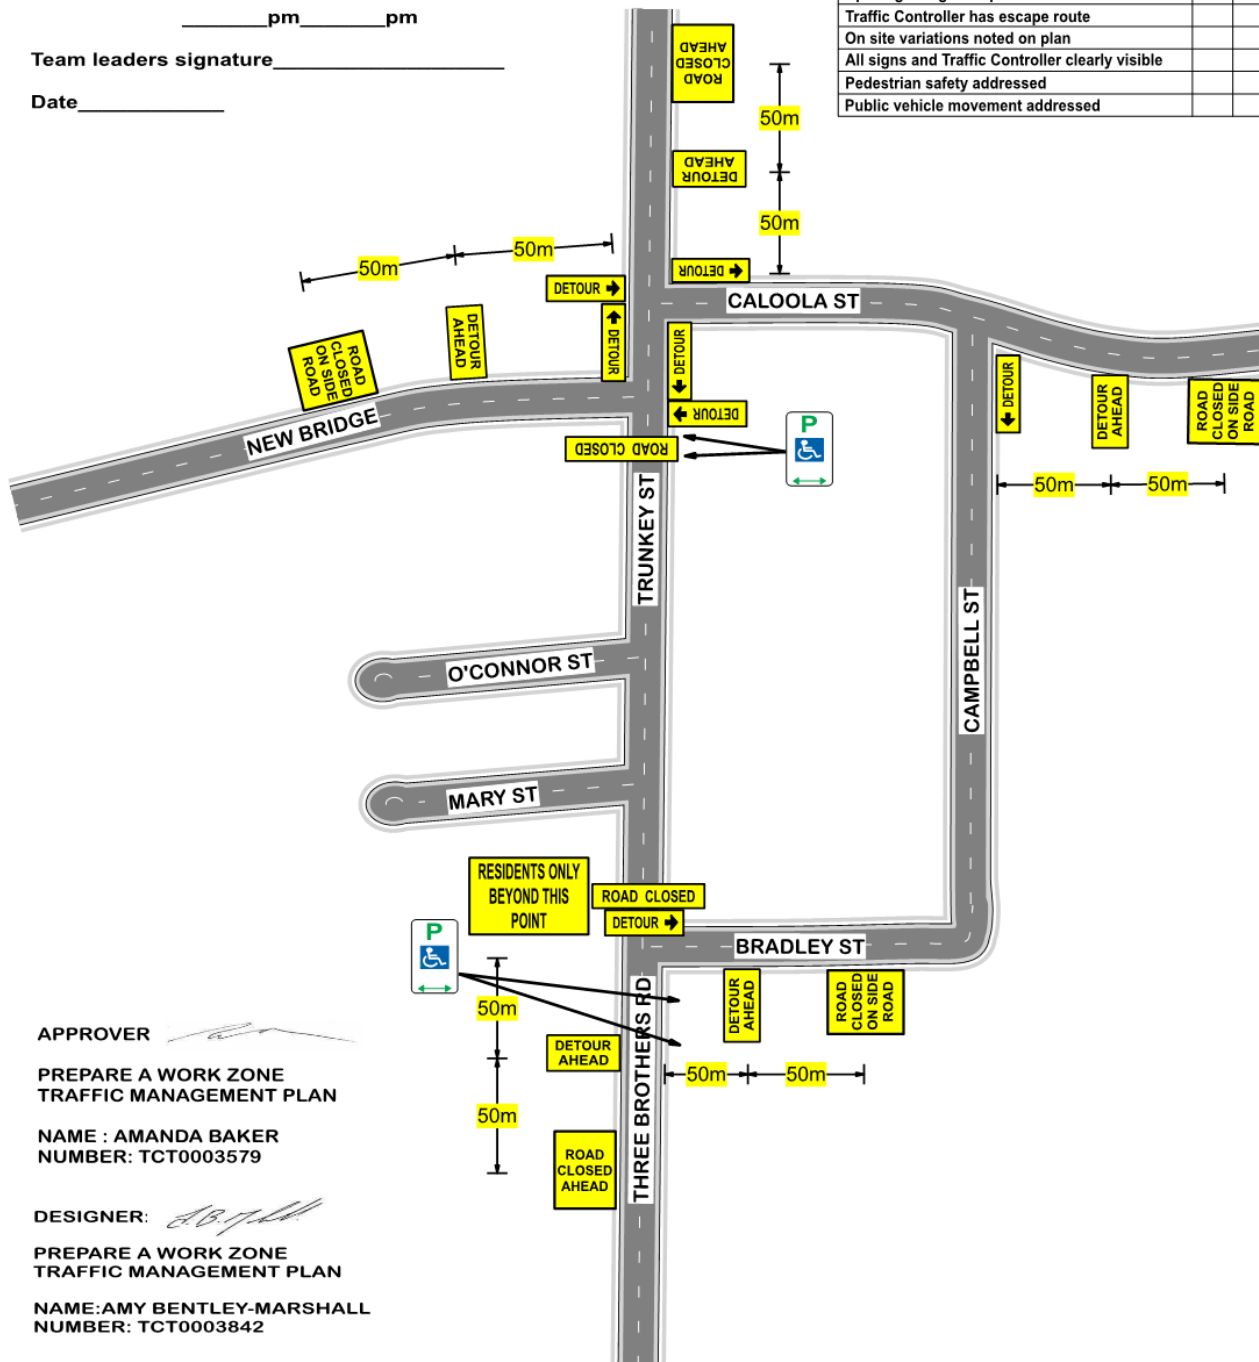 ________pm________pm
Team leaders signature______________________
Date______________
Traffic Controller has escape route
On site variations noted on plan
All signs and Traffic Controller clearly visible
Pedestrian safety addressed
Public vehicle movement addressed
ROAD
CLOSED
AHEAD
50m
DETOUR
AHEAD
50m
50m
50m
DETOUR
DETOUR
CALOOLA ST
DETOUR
AHEAD
ROAD
CLOSED
ON SIDE
ROAD
DETOUR
DETOUR
DETOUR
DETOUR
AHEAD
ROAD
CLOSED
ON SIDE
ROAD
NEW BRIDGE
DETOUR
P
ROAD CLOSED
50m
50m
TRUNKEY ST
CAMPBELL ST
O'CONNOR ST
MARY ST
RESIDENTS ONLY
BEYOND THIS
POINT
ROAD CLOSED
DETOUR
P
BRADLEY ST
50m
DETOUR
AHEAD
ROAD
CLOSED
ON SIDE
ROAD
THREE BROTHERS RD
DETOUR
AHEAD
50m
50m
50m
ROAD
CLOSED
AHEAD
APPROVER
PREPARE A WORK ZONE
TRAFFIC MANAGEMENT PLAN
NAME : AMANDA BAKER
NUMBER: TCT0003579
DESIGNER:
PREPARE A WORK ZONE
TRAFFIC MANAGEMENT PLAN
NAME:AMY BENTLEY-MARSHALL
NUMBER: TCT0003842